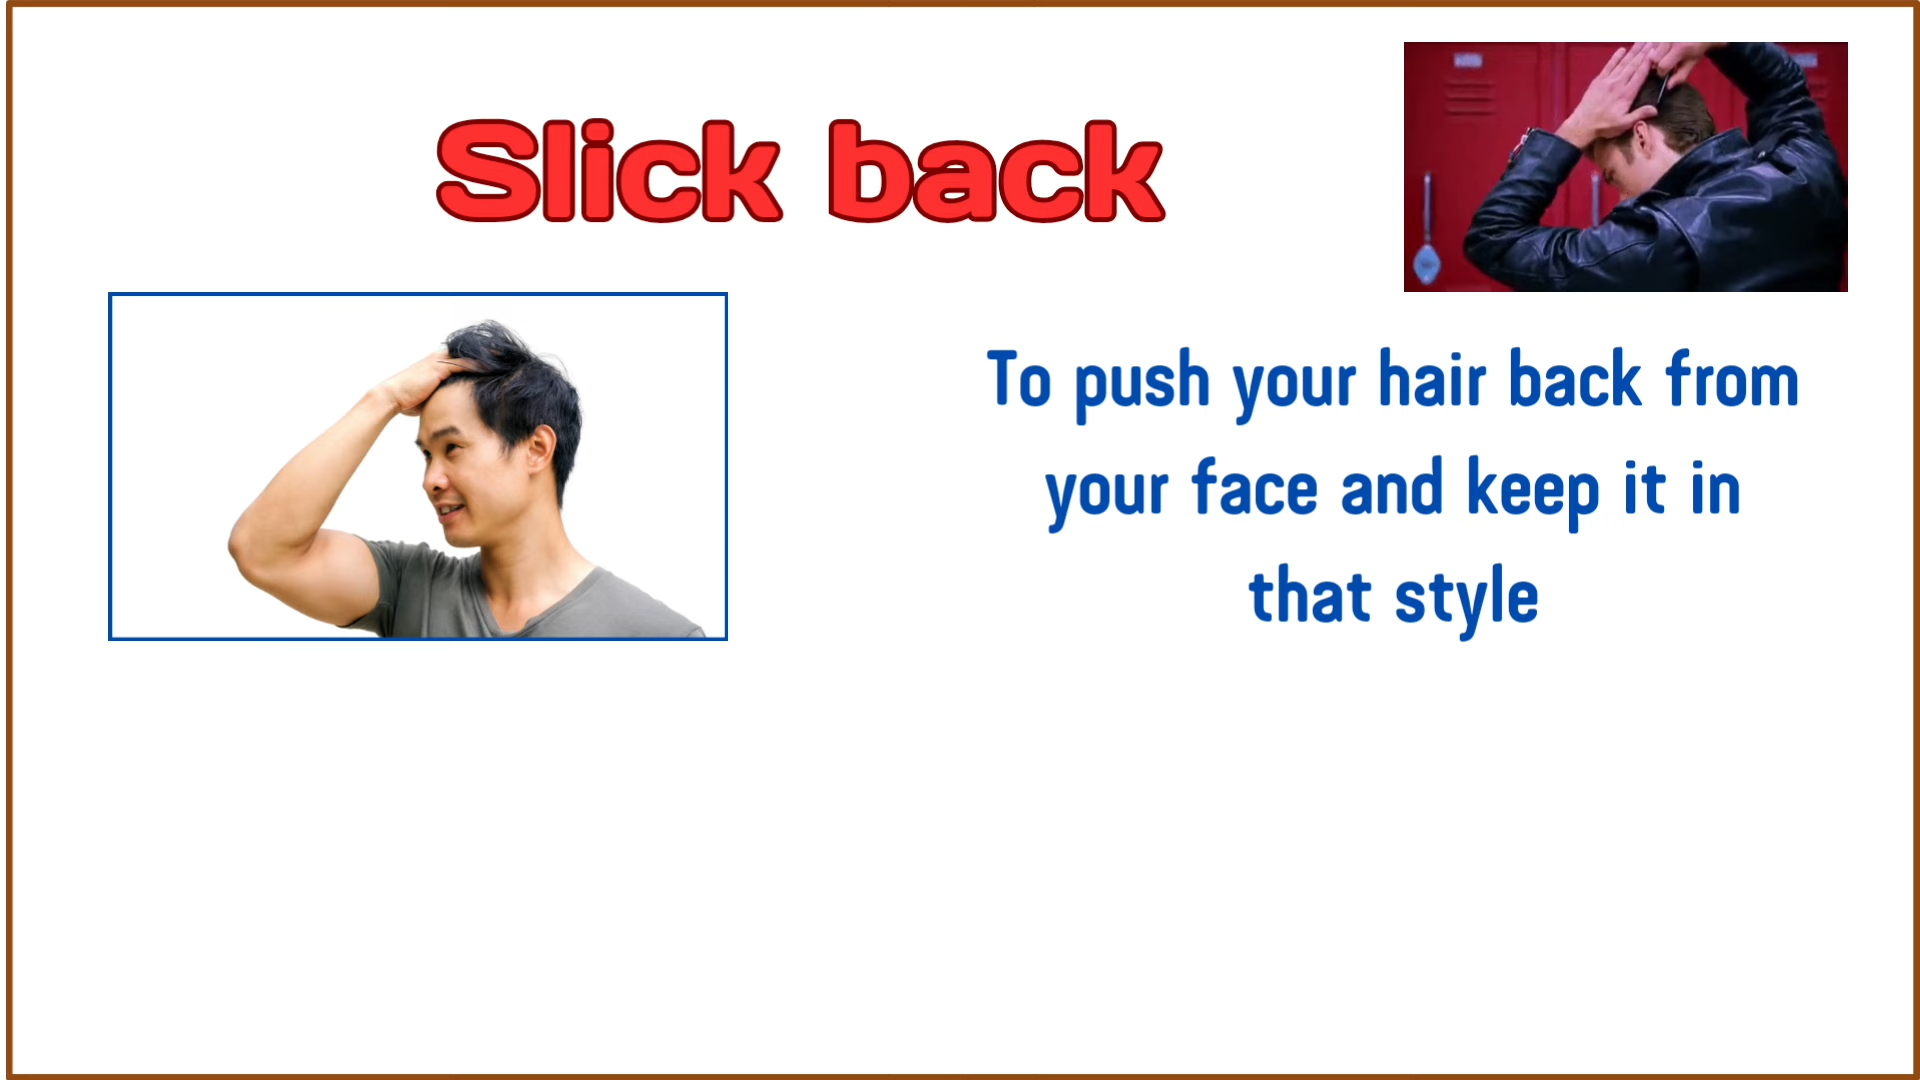 Slick back
To push your hair back from
your face and keep it in
that style